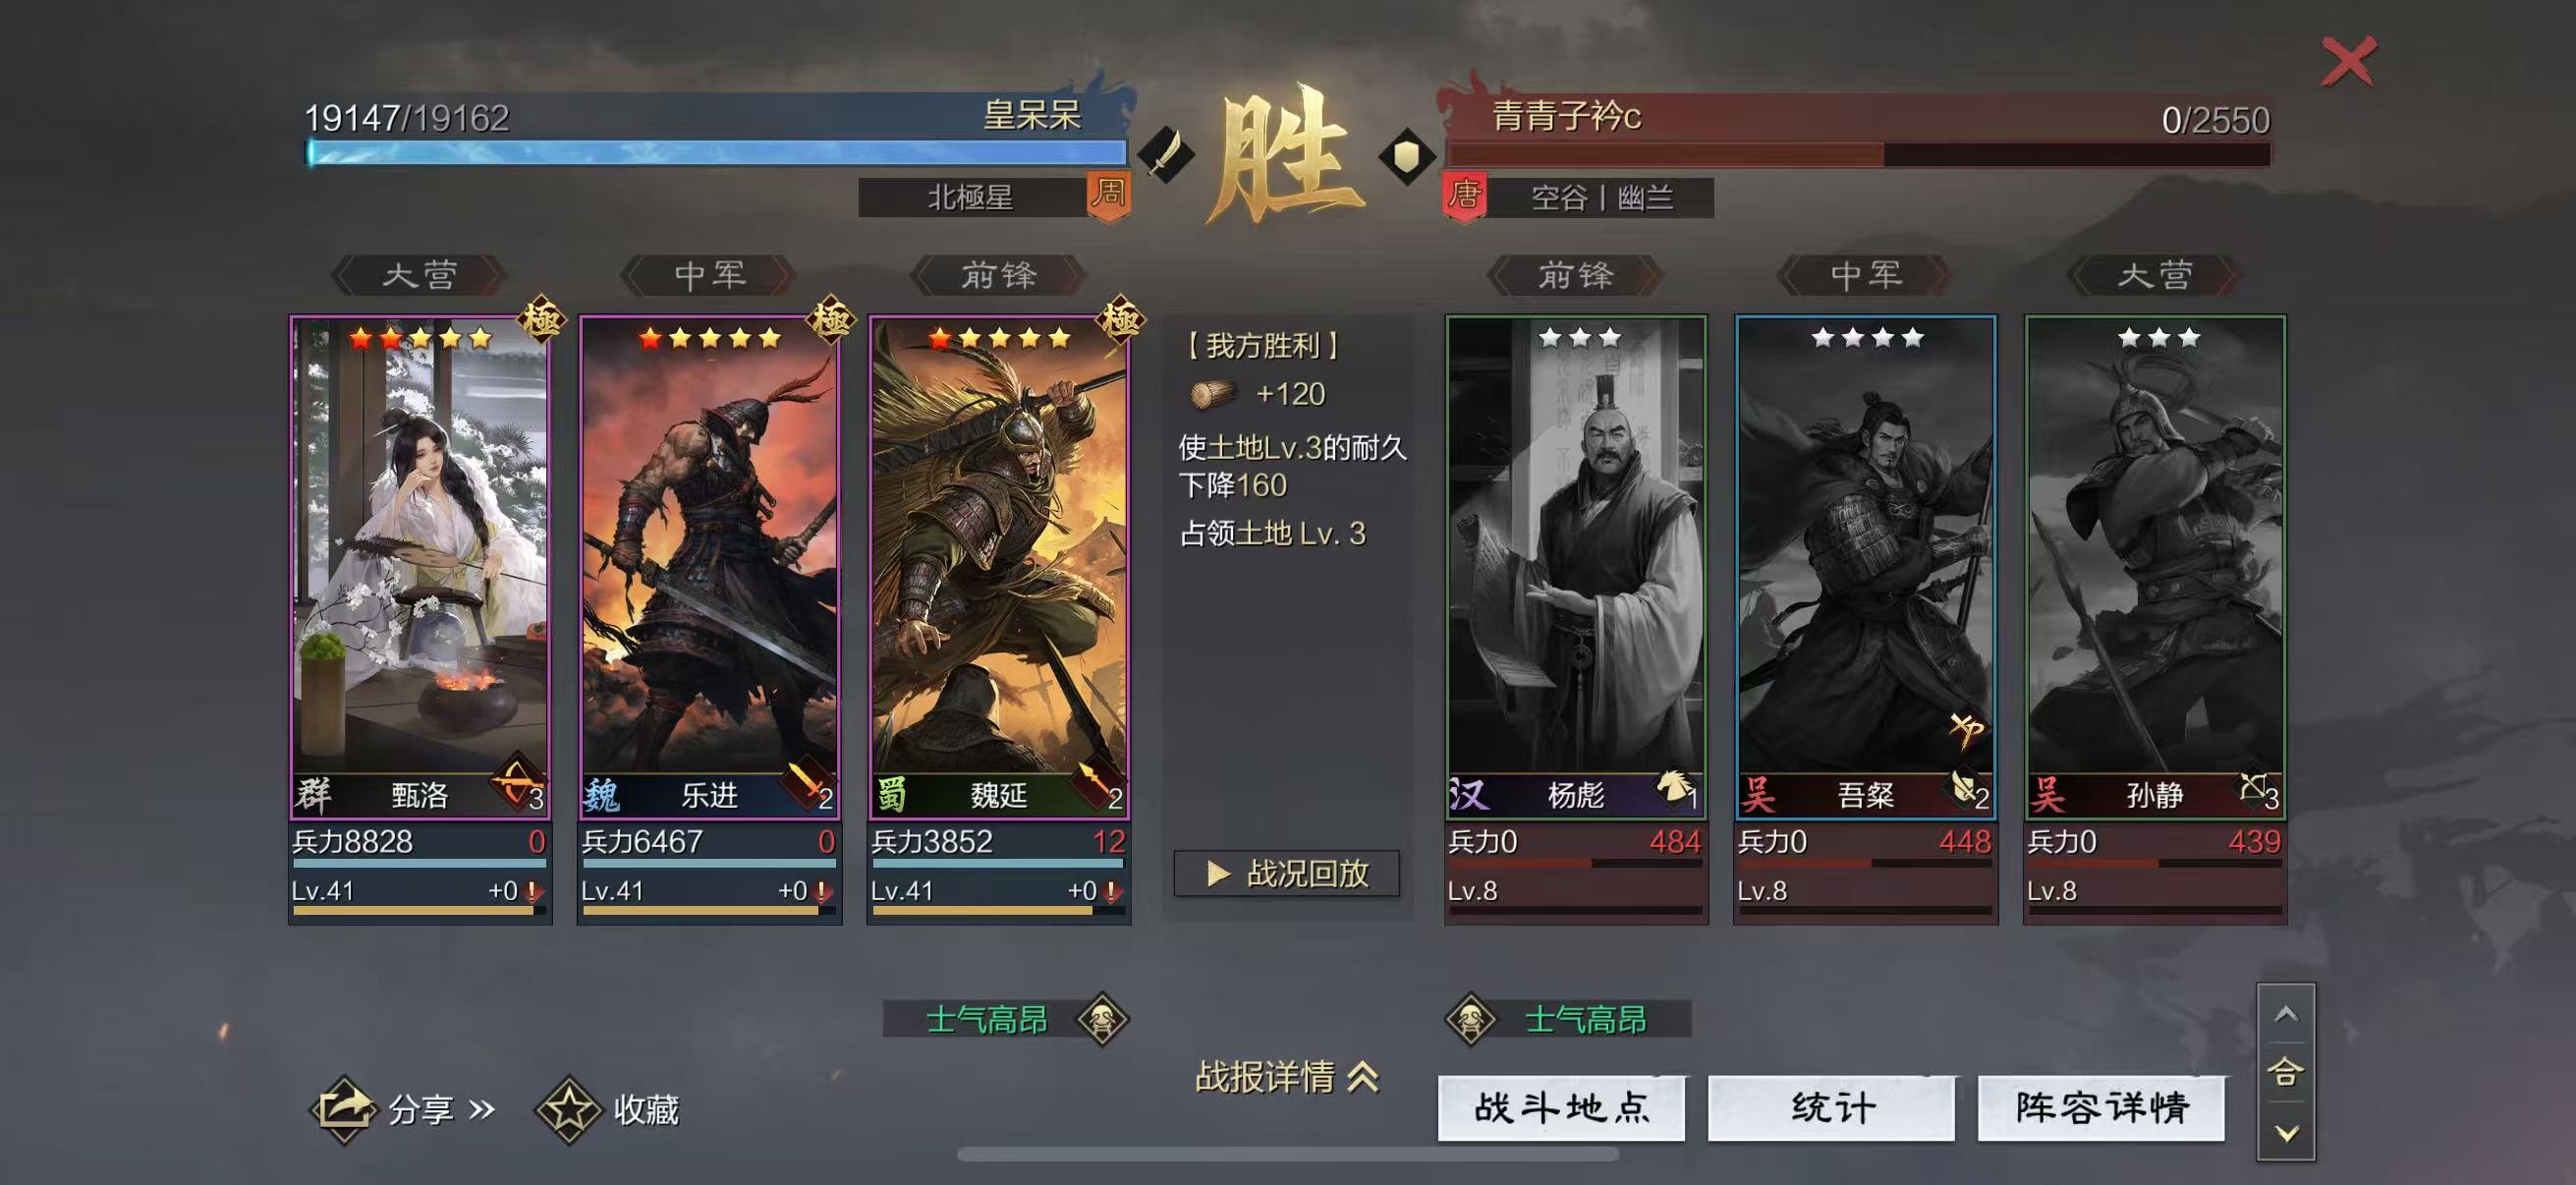 19147/19162 皇呆呆
北極星 周
胜
青青子衿c 0/2550
唐 空谷丨幽兰
大营 中军 前锋
前锋 中军 大营
極 極 極
群 甄洛 3
兵力8828 0
Lv.41 +0
魏 乐进 2
兵力6467 0
Lv.41 +0
蜀 魏延 2
兵力3852 12
Lv.41 +0
【我方胜利】
+120
使土地Lv.3的耐久
下降160
占领土地 Lv. 3
战况回放
汉 杨彪 1
兵力0 484
Lv.8
吴 吾粲 2
兵力0 448
Lv.8
吴 孙静 3
兵力0 439
Lv.8
士气高昂
士气高昂
战报详情
分享
收藏
战斗地点
统计
阵容详情
合